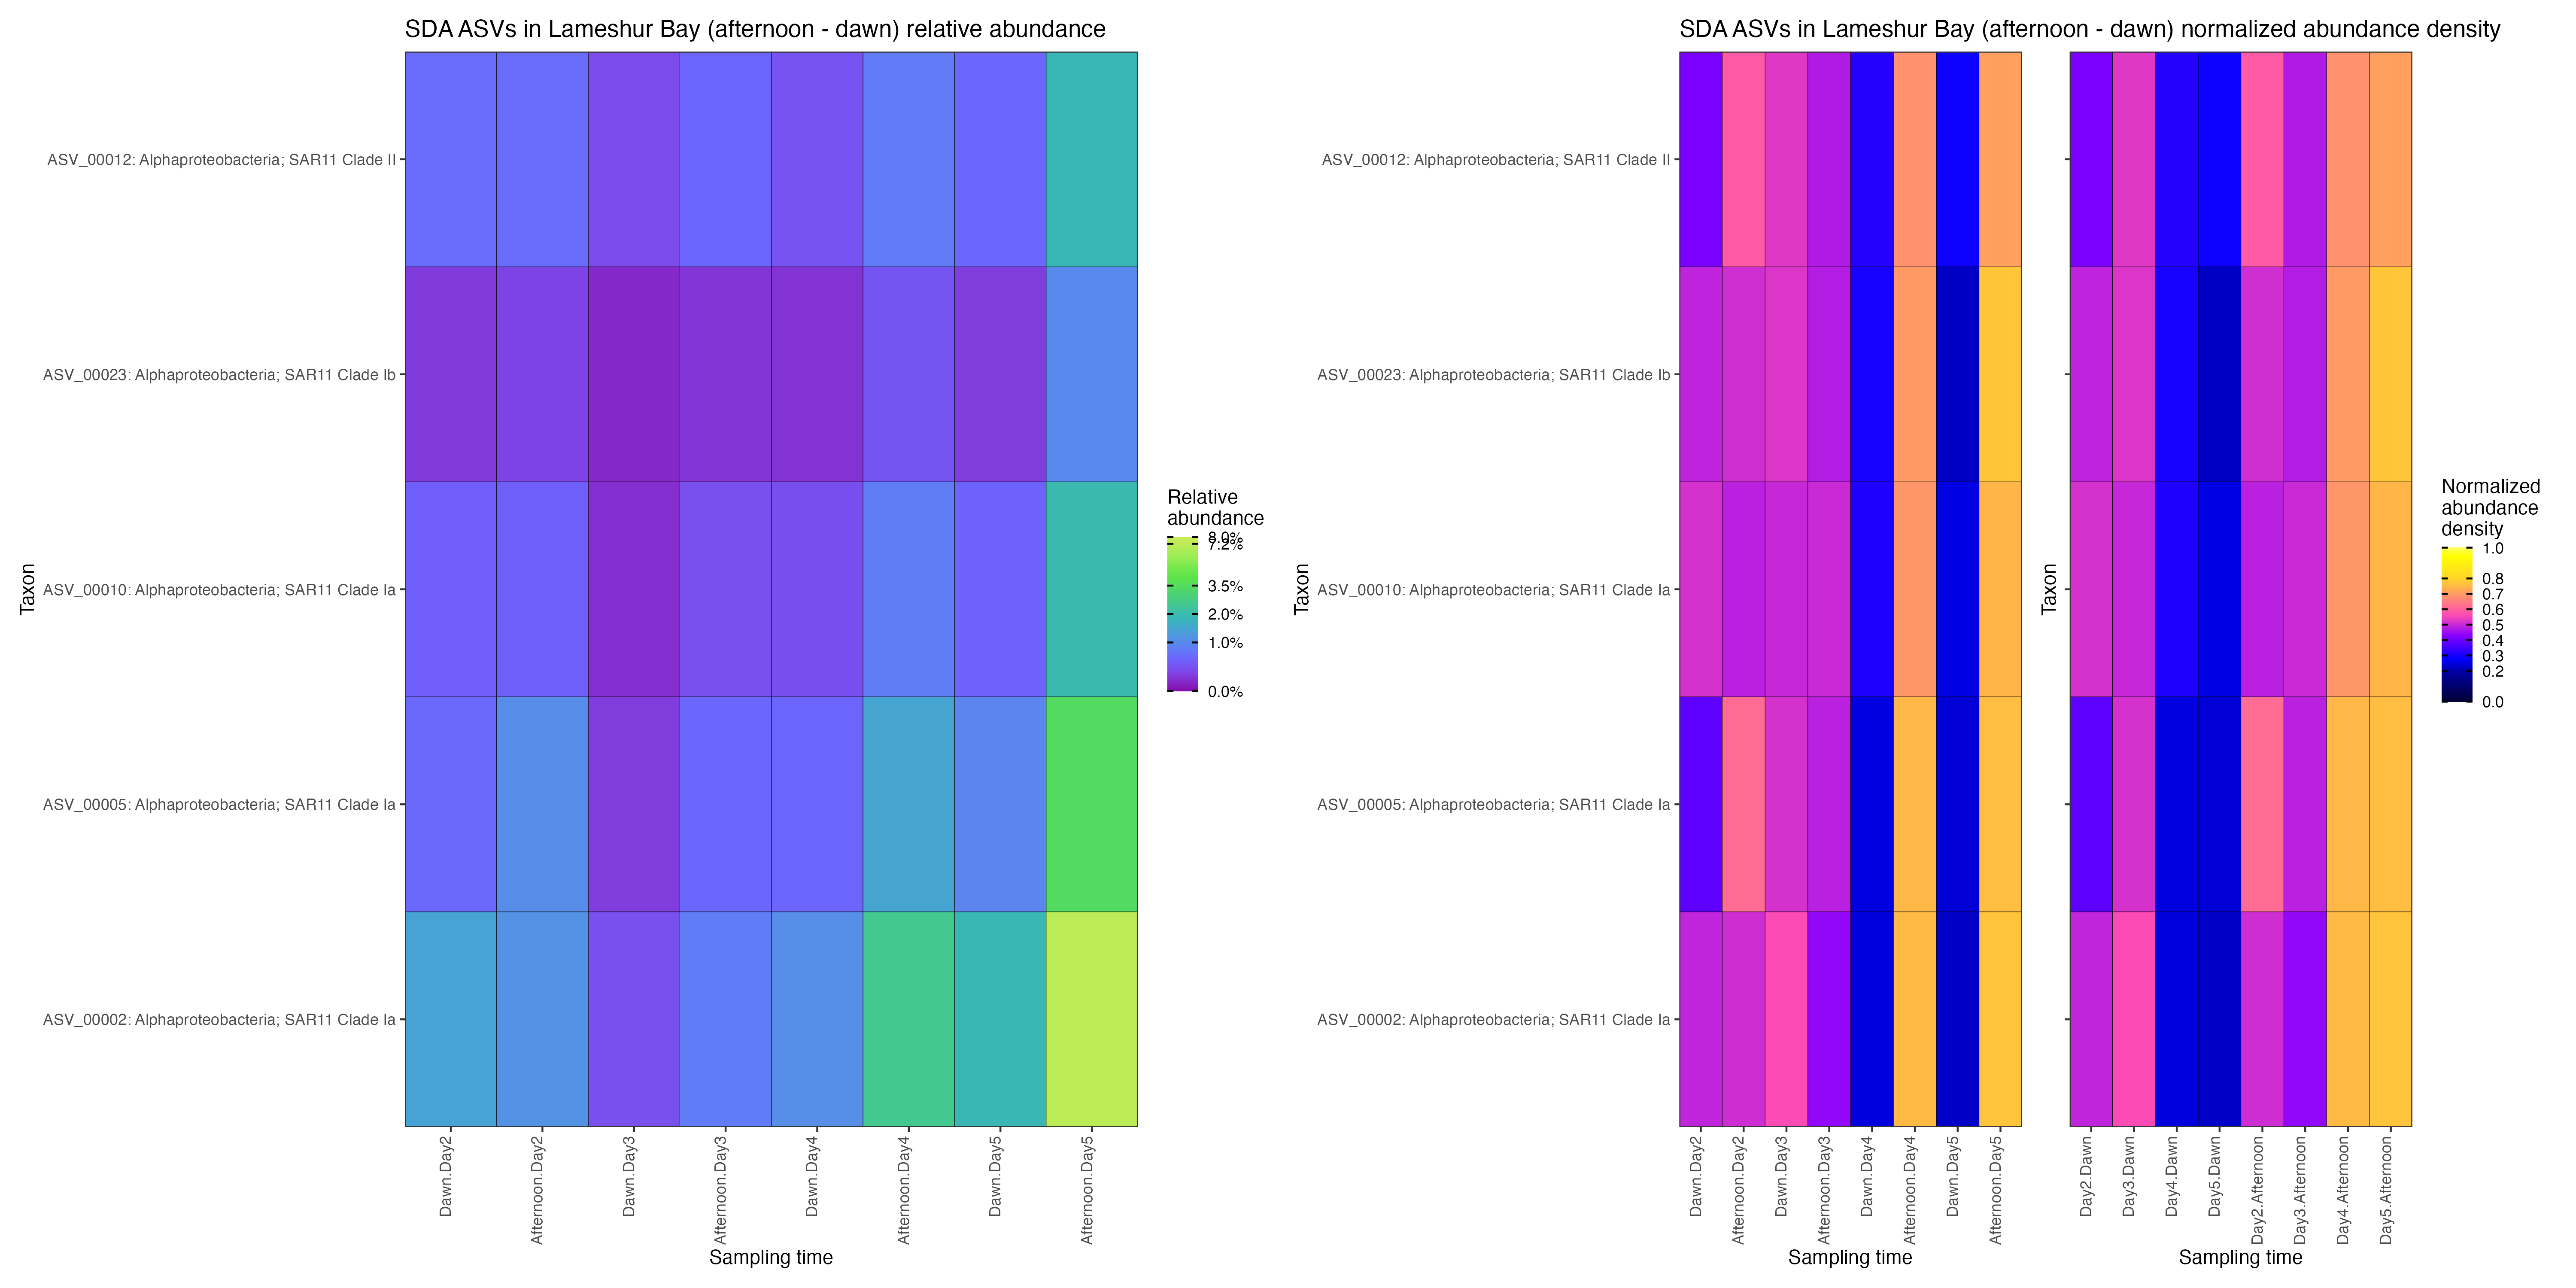 SDA ASVs in Lameshur Bay (afternoon - dawn) relative abundance
Taxon
ASV_00012: Alphaproteobacteria; SAR11 Clade II
ASV_00023: Alphaproteobacteria; SAR11 Clade Ib
ASV_00010: Alphaproteobacteria; SAR11 Clade Ia
ASV_00005: Alphaproteobacteria; SAR11 Clade Ia
ASV_00002: Alphaproteobacteria; SAR11 Clade Ia
Dawn.Day2
Afternoon.Day2
Dawn.Day3
Afternoon.Day3
Dawn.Day4
Afternoon.Day4
Dawn.Day5
Afternoon.Day5
Sampling time
Relative
abundance
8.0%
7.2%
3.5%
2.0%
1.0%
0.0%
SDA ASVs in Lameshur Bay (afternoon - dawn) normalized abundance density
Taxon
ASV_00012: Alphaproteobacteria; SAR11 Clade II
ASV_00023: Alphaproteobacteria; SAR11 Clade Ib
ASV_00010: Alphaproteobacteria; SAR11 Clade Ia
ASV_00005: Alphaproteobacteria; SAR11 Clade Ia
ASV_00002: Alphaproteobacteria; SAR11 Clade Ia
Dawn.Day2
Afternoon.Day2
Dawn.Day3
Afternoon.Day3
Dawn.Day4
Afternoon.Day4
Dawn.Day5
Afternoon.Day5
Sampling time
Taxon
Day2.Dawn
Day3.Dawn
Day4.Dawn
Day5.Dawn
Day2.Afternoon
Day3.Afternoon
Day4.Afternoon
Day5.Afternoon
Sampling time
Normalized
abundance
density
1.0
0.8
0.7
0.6
0.5
0.4
0.3
0.2
0.0